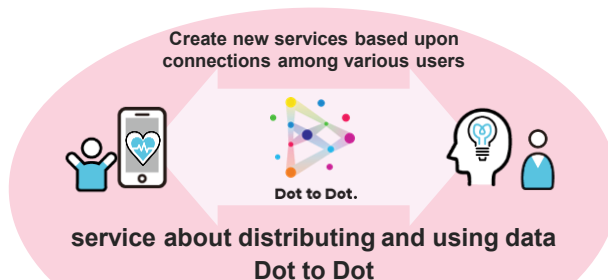 Create new services based upon
connections among various users
Dot to Dot.
service about distributing and using data
Dot to Dot